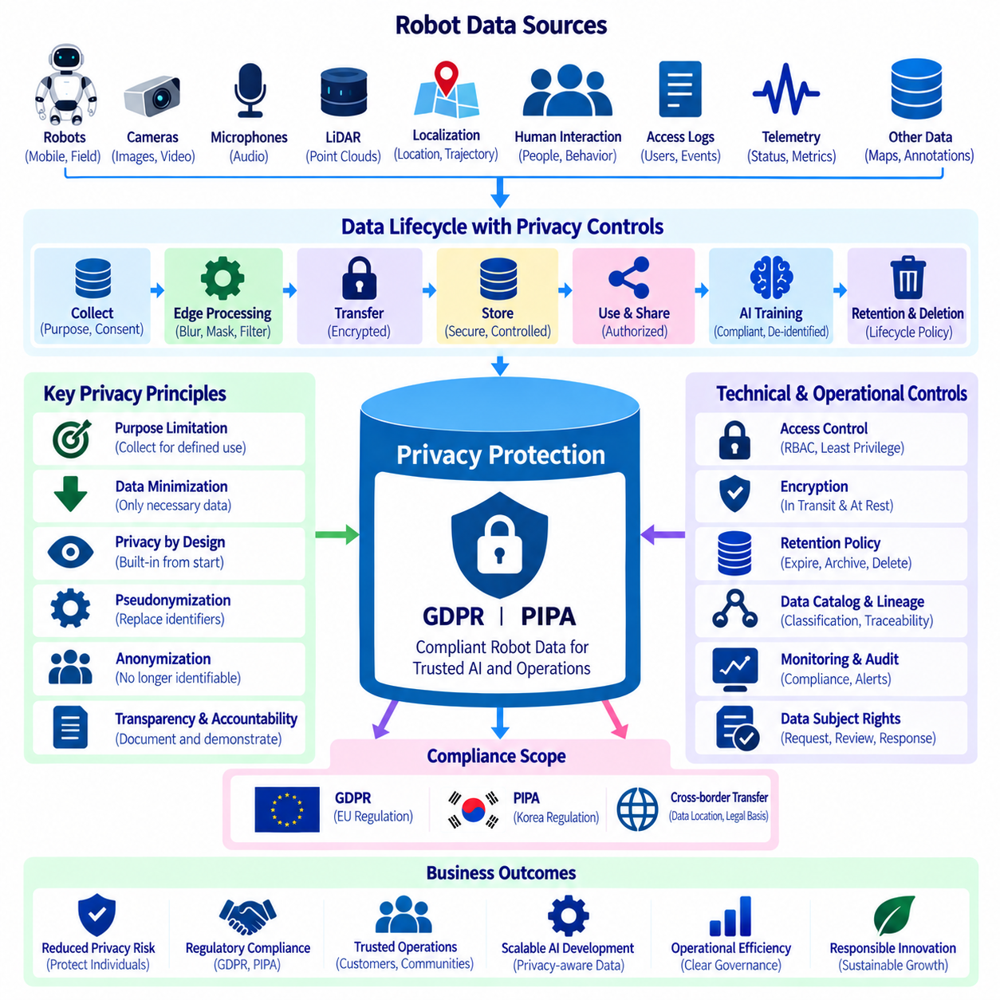 Robot Data Sources
Robots
(Mobile, Field)
Cameras
(Images, Video)
Microphones
(Audio)
LiDAR
(Point Clouds)
Localization
(Location, Trajectory)
Human Interaction
(People, Behavior)
Access Logs
(Users, Events)
Telemetry
(Status, Metrics)
Other Data
(Maps, Annotations)
Data Lifecycle with Privacy Controls
Collect
(Purpose, Consent)
Edge Processing
(Blur, Mask, Filter)
Transfer
(Encrypted)
Store
(Secure, Controlled)
Use & Share
(Authorized)
AI Training
(Compliant, De-identified)
Retention & Deletion
(Lifecycle Policy)
Key Privacy Principles
Purpose Limitation
(Collect for defined use)
Data Minimization
(Only necessary data)
Privacy by Design
(Built-in from start)
Pseudonymization
(Replace identifiers)
Anonymization
(No longer identifiable)
Transparency & Accountability
(Document and demonstrate)
Privacy Protection
GDPR | PIPA
Compliant Robot Data for
Trusted AI and Operations
Technical & Operational Controls
Access Control
(RBAC, Least Privilege)
Encryption
(In Transit & At Rest)
Retention Policy
(Expire, Archive, Delete)
Data Catalog & Lineage
(Classification, Traceability)
Monitoring & Audit
(Compliance, Alerts)
Data Subject Rights
(Request, Review, Response)
Compliance Scope
GDPR
(EU Regulation)
PIPA
(Korea Regulation)
Cross-border Transfer
(Data Location, Legal Basis)
Business Outcomes
Reduced Privacy Risk
(Protect Individuals)
Regulatory Compliance
(GDPR, PIPA)
Trusted Operations
(Customers, Communities)
Scalable AI Development
(Privacy-aware Data)
Operational Efficiency
(Clear Governance)
Responsible Innovation
(Sustainable Growth)